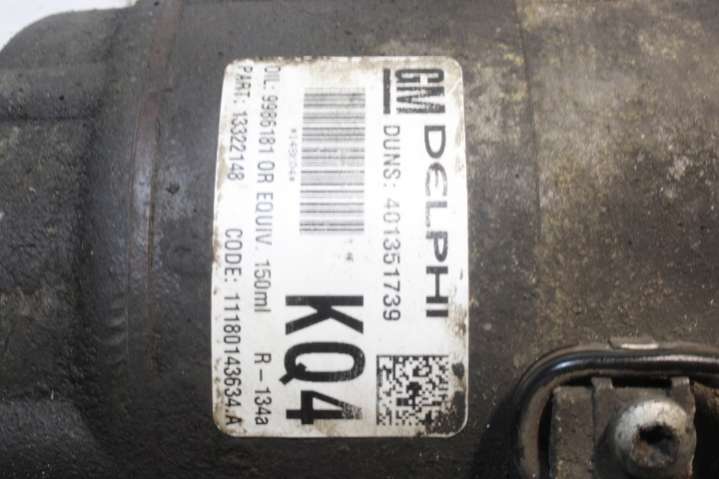 GM DELPHI
DUNS: 401351739
KQ4
OIL: 9986181 OR EQUIV. 150ml R-134a
PART: 13322148 CODE: 11180143634.A